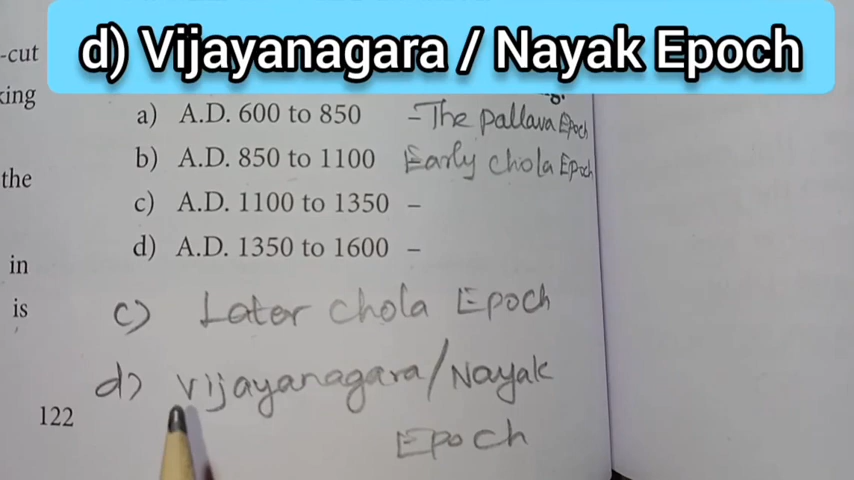 d) Vijayanagara / Nayak Epoch
-cut
king
a) A.D. 600 to 850 – The Pallava Epoch
b) A.D. 850 to 1100 Early chola Epoch
the
c) A.D. 1100 to 1350 –
d) A.D. 1350 to 1600 –
in
is
c) Later chola Epoch
d) Vijayanagara/Nayak
122
Epoch